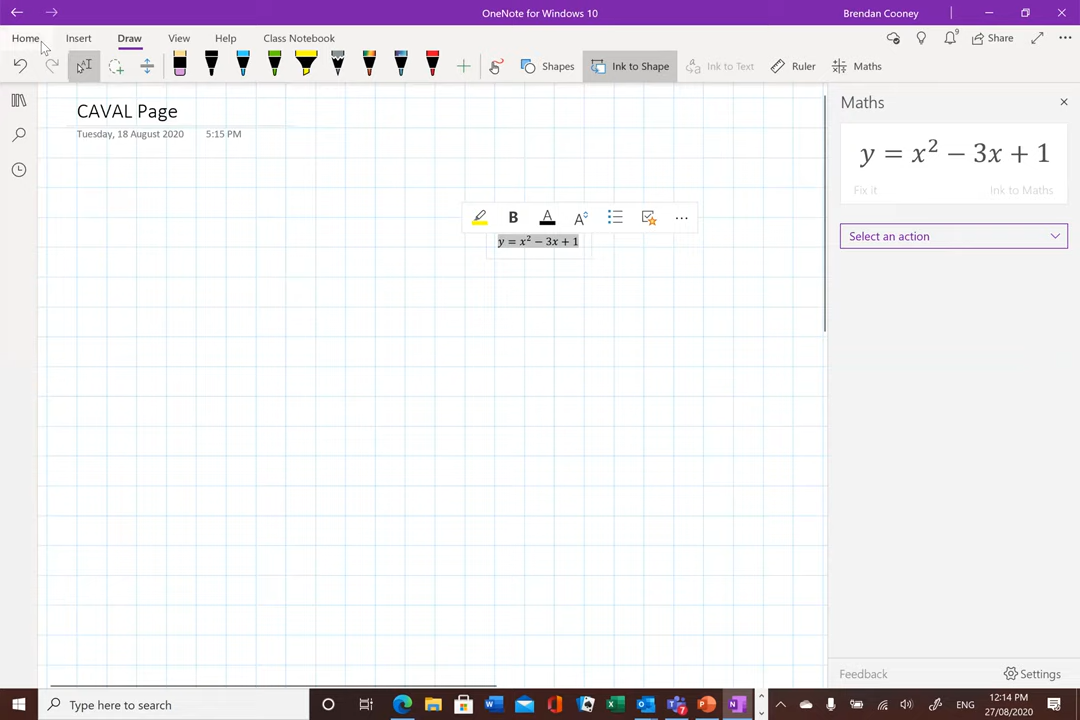 OneNote for Windows 10
Brendan Cooney
Home Insert Draw View Help Class Notebook
9
Share
Shapes Ink to Shape Ink to Text Ruler Maths
CAVAL Page
Tuesday, 18 August 2020 5:15 PM
y = x² − 3x + 1
Maths
y = x² − 3x + 1
Fix it Ink to Maths
Select an action
Feedback Settings
Type here to search
7
ENG
12:14 PM
27/08/2020